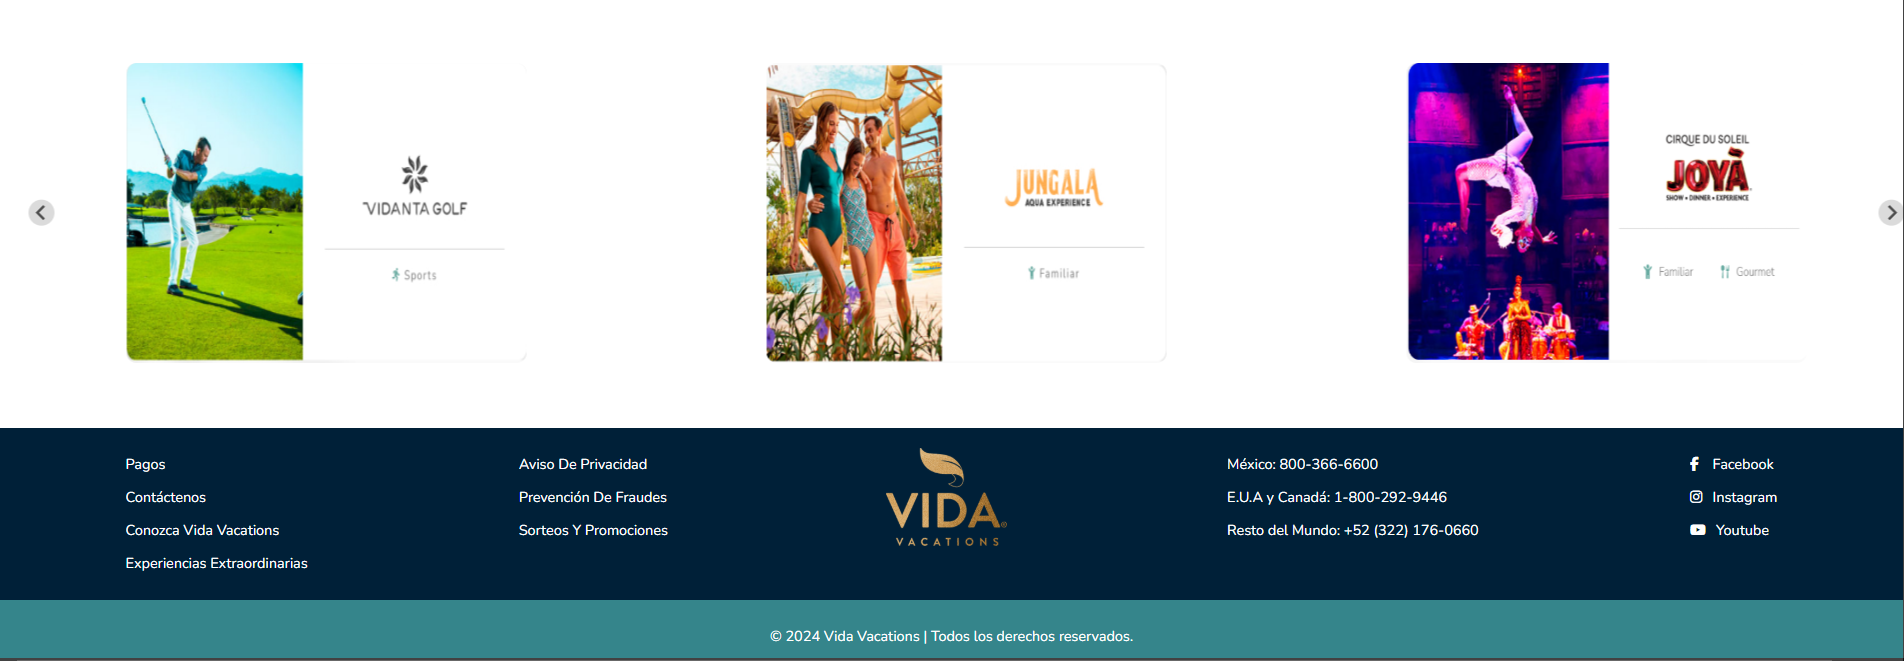 VIDANTA GOLF
Sports
JUNGALA
AQUA EXPERIENCE
Familiar
CIRQUE DU SOLEIL
JOYÀ
SHOW • DINNER • EXPERIENCE
Familiar Gourmet
Pagos
Contáctenos
Conozca Vida Vacations
Experiencias Extraordinarias
Aviso De Privacidad
Prevención De Fraudes
Sorteos Y Promociones
VIDA®
VACATIONS
México: 800-366-6600
E.U.A y Canadá: 1-800-292-9446
Resto del Mundo: +52 (322) 176-0660
Facebook
Instagram
Youtube
© 2024 Vida Vacations | Todos los derechos reservados.